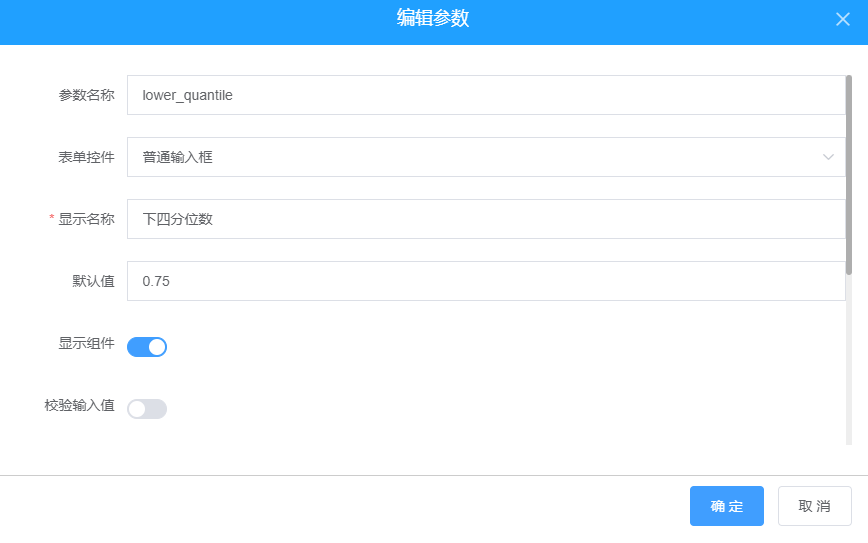 编辑参数
参数名称 lower_quantile
表单控件 普通输入框
* 显示名称 下四分位数
默认值 0.75
显示组件
校验输入值
确 定 取 消